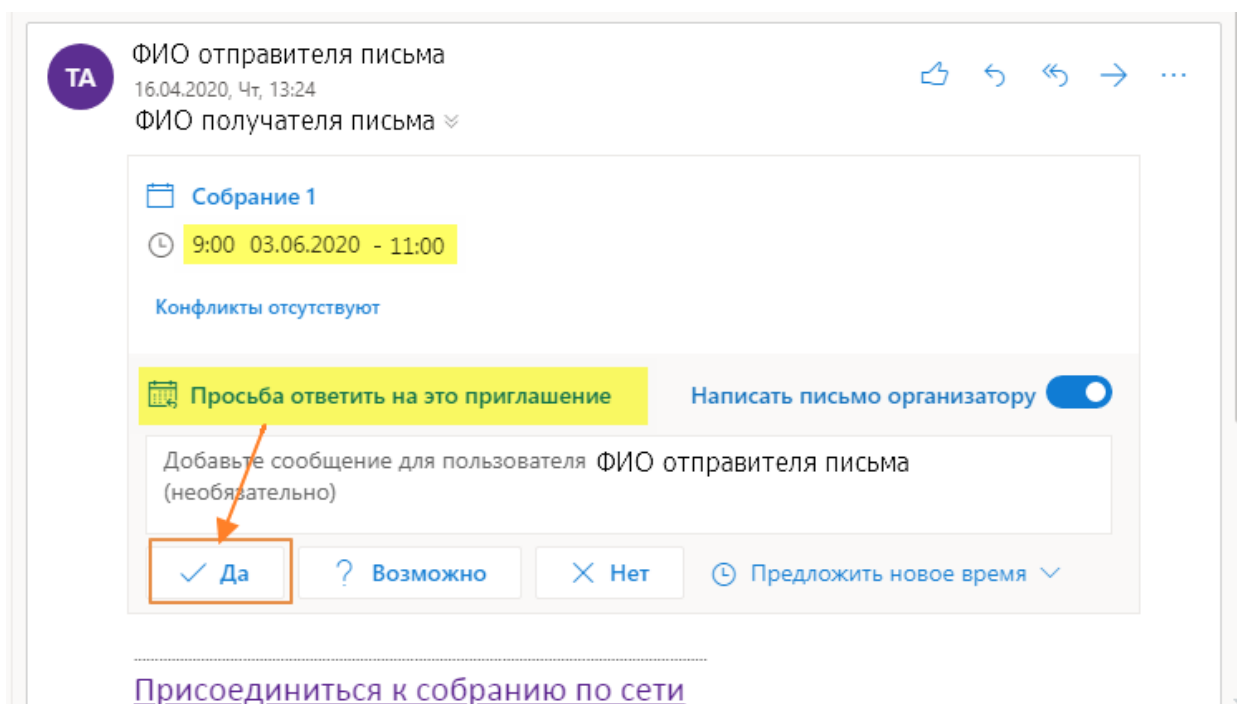 ФИО отправителя письма
ТА
16.04.2020, Чт, 13:24
ФИО получателя письма
Собрание 1
9:00 03.06.2020 - 11:00
Конфликты отсутствуют
Просьба ответить на это приглашение
Написать письмо организатору
Добавьте сообщение для пользователя ФИО отправителя письма
(необязательно)
Да
? Возможно
Нет
Предложить новое время
Присоединиться к собранию по сети